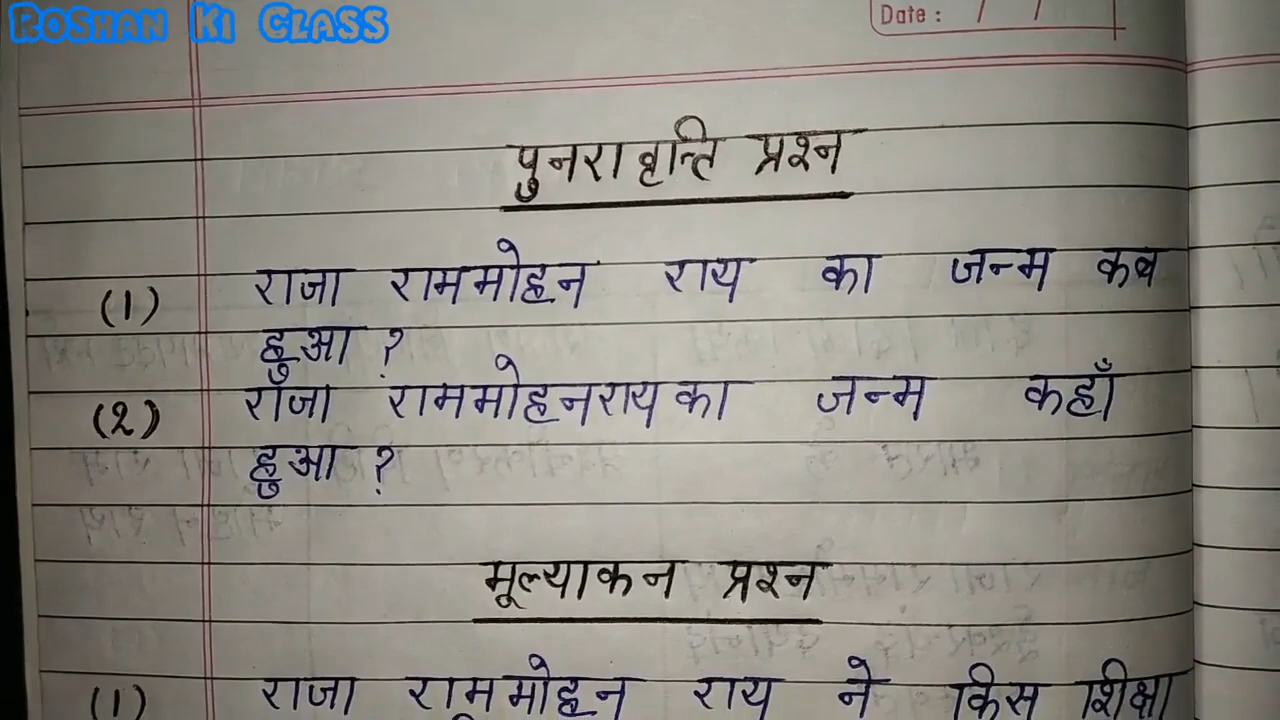 ROSHAN KI CLASS
Date : / /
पुनरावृत्ति प्रश्न
(1) राजा राममोहन राय का जन्म कब
हुआ ?
(2) राजा राममोहनराय का जन्म कहाँ
हुआ ?
मूल्याकन प्रश्न
(1) राजा राममोहन राय ने किस शिक्षा